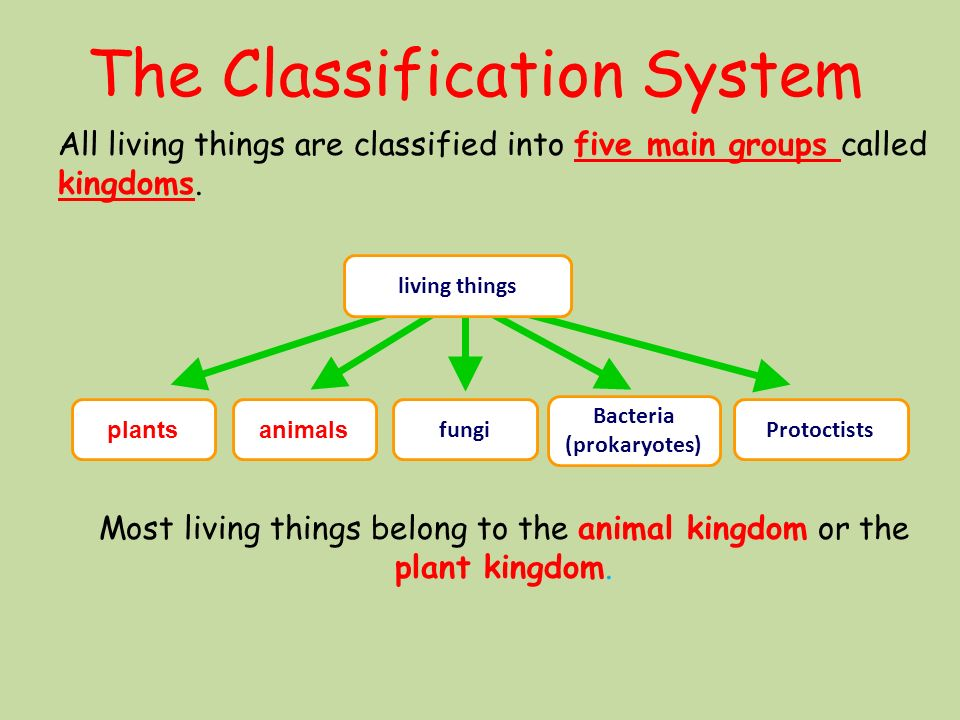 The Classification System
All living things are classified into five main groups called
kingdoms.
living things
plants
animals
fungi
Bacteria
(prokaryotes)
Protoctists
Most living things belong to the animal kingdom or the
plant kingdom.